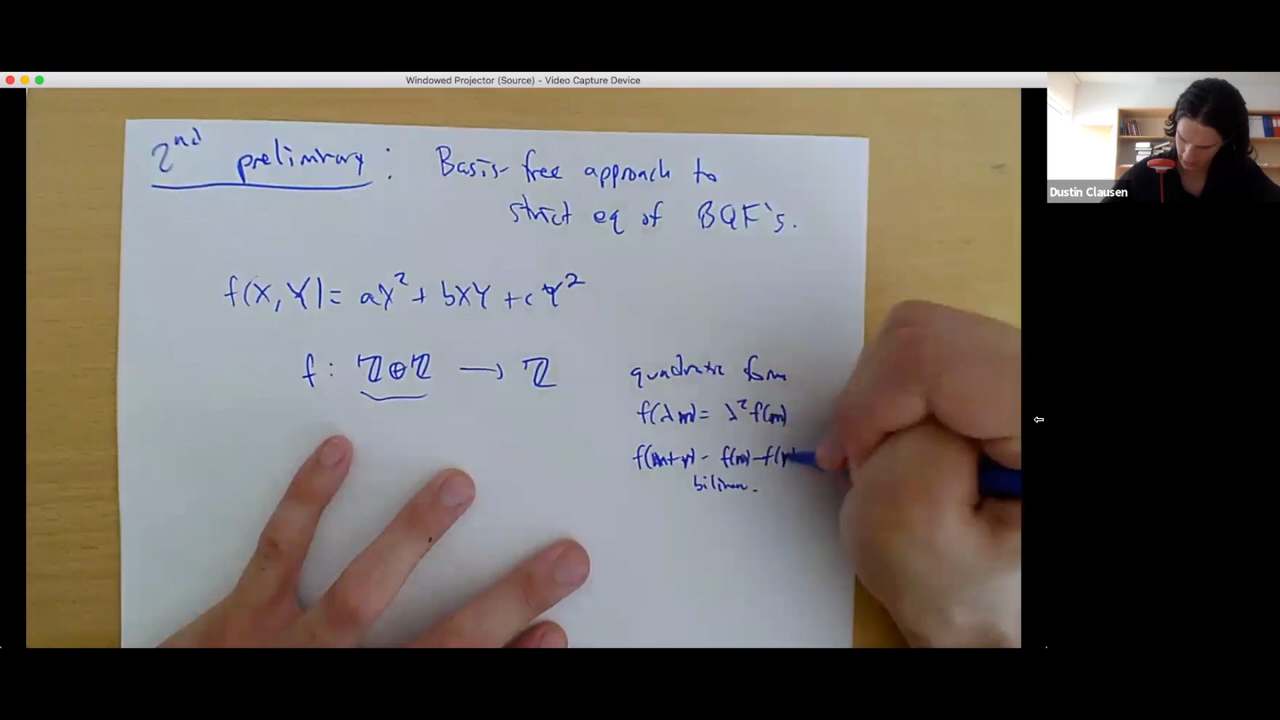 Windowed Projector (Source) - Video Capture Device
2nd preliminary: Basis-free approach to
strict eq of BQF's.
f(X, Y) = aX² + bXY + cY²
f: ℤ⊕ℤ → ℤ
quadratic form
f(λm) = λ²f(m)
f(m+n) - f(m) - f(n)
bilinear.
Dustin Clausen